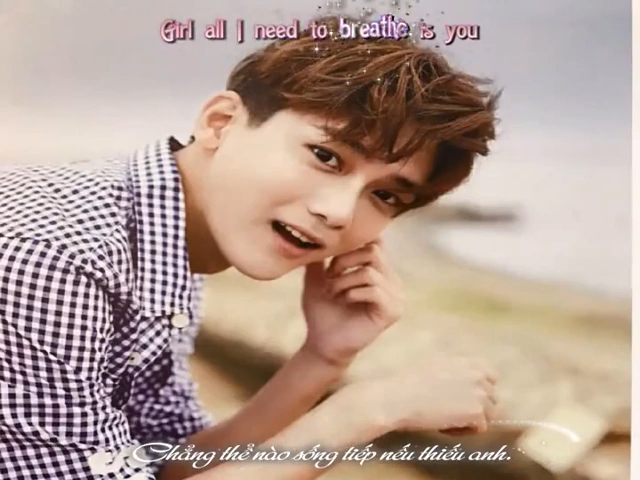 Girl all I need to breathe is you
Chẳng thể nào sống tiếp nếu thiếu anh.